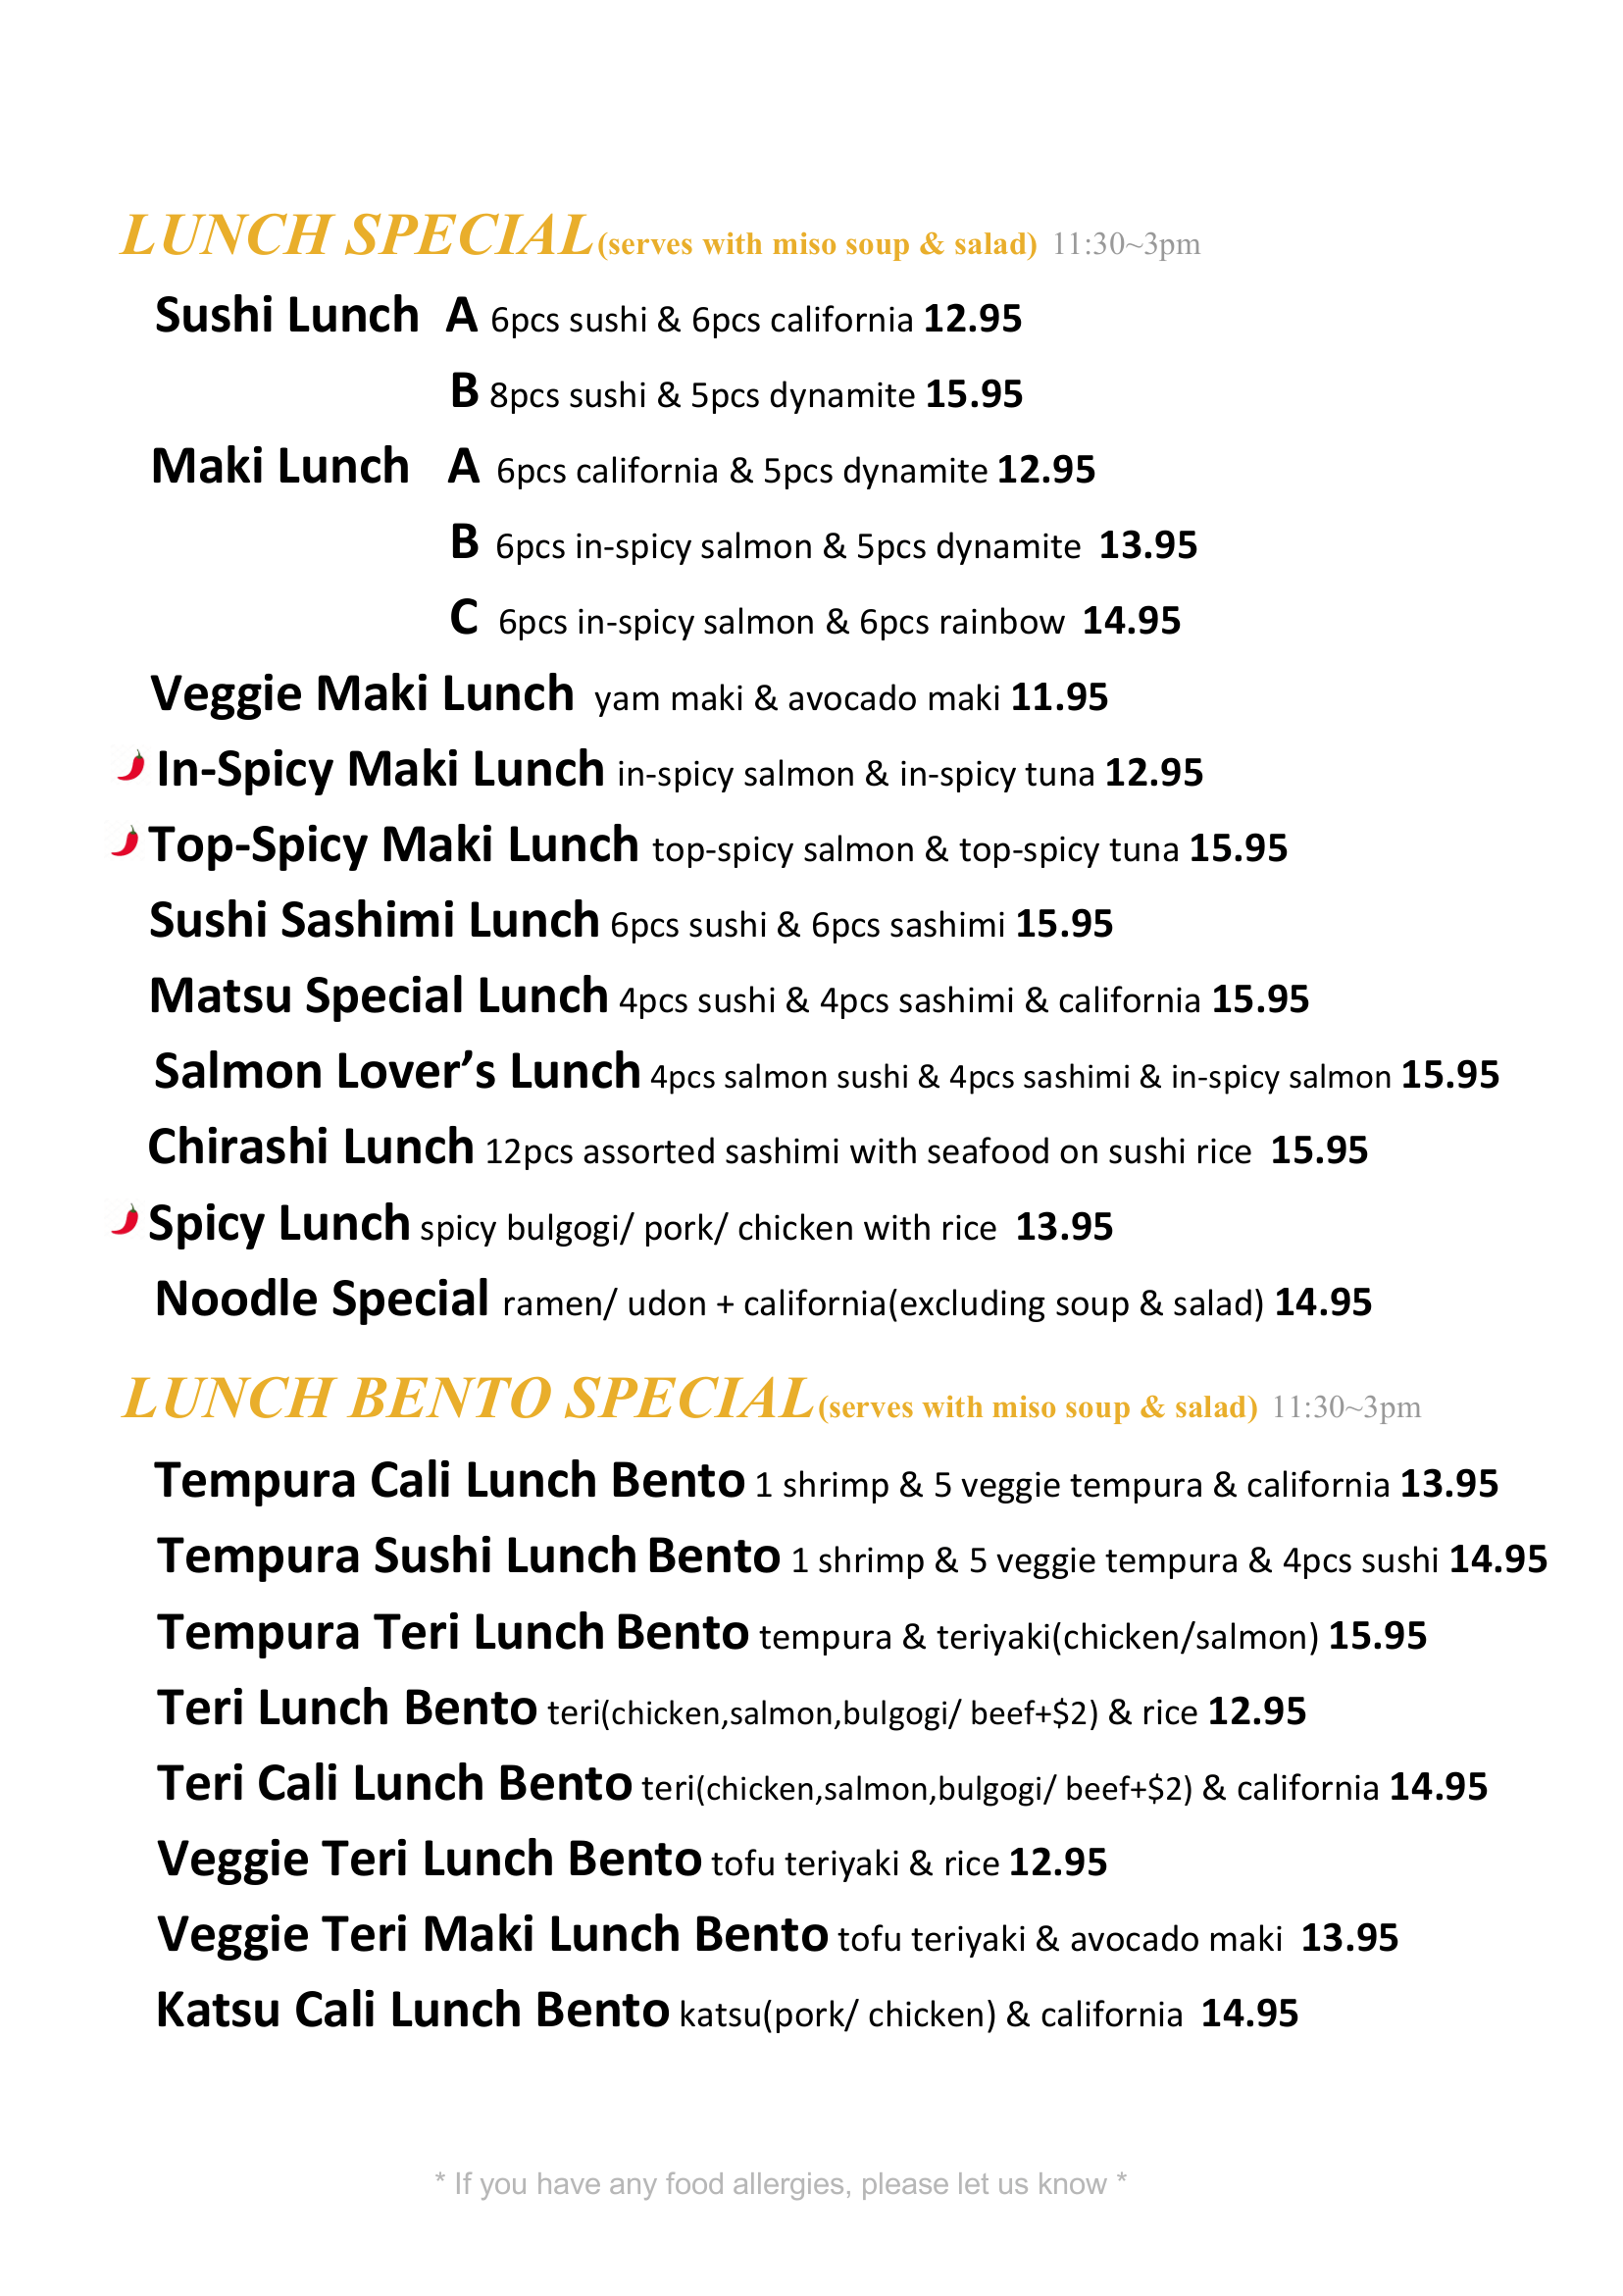 LUNCH SPECIAL(serves with miso soup & salad) 11:30~3pm
Sushi Lunch A 6pcs sushi & 6pcs california 12.95
B 8pcs sushi & 5pcs dynamite 15.95
Maki Lunch A 6pcs california & 5pcs dynamite 12.95
B 6pcs in-spicy salmon & 5pcs dynamite 13.95
C 6pcs in-spicy salmon & 6pcs rainbow 14.95
Veggie Maki Lunch yam maki & avocado maki 11.95
In-Spicy Maki Lunch in-spicy salmon & in-spicy tuna 12.95
Top-Spicy Maki Lunch top-spicy salmon & top-spicy tuna 15.95
Sushi Sashimi Lunch 6pcs sushi & 6pcs sashimi 15.95
Matsu Special Lunch 4pcs sushi & 4pcs sashimi & california 15.95
Salmon Lover’s Lunch 4pcs salmon sushi & 4pcs sashimi & in-spicy salmon 15.95
Chirashi Lunch 12pcs assorted sashimi with seafood on sushi rice 15.95
Spicy Lunch spicy bulgogi/ pork/ chicken with rice 13.95
Noodle Special ramen/ udon + california(excluding soup & salad) 14.95
LUNCH BENTO SPECIAL(serves with miso soup & salad) 11:30~3pm
Tempura Cali Lunch Bento 1 shrimp & 5 veggie tempura & california 13.95
Tempura Sushi Lunch Bento 1 shrimp & 5 veggie tempura & 4pcs sushi 14.95
Tempura Teri Lunch Bento tempura & teriyaki(chicken/salmon) 15.95
Teri Lunch Bento teri(chicken,salmon,bulgogi/ beef+$2) & rice 12.95
Teri Cali Lunch Bento teri(chicken,salmon,bulgogi/ beef+$2) & california 14.95
Veggie Teri Lunch Bento tofu teriyaki & rice 12.95
Veggie Teri Maki Lunch Bento tofu teriyaki & avocado maki 13.95
Katsu Cali Lunch Bento katsu(pork/ chicken) & california 14.95
* If you have any food allergies, please let us know *